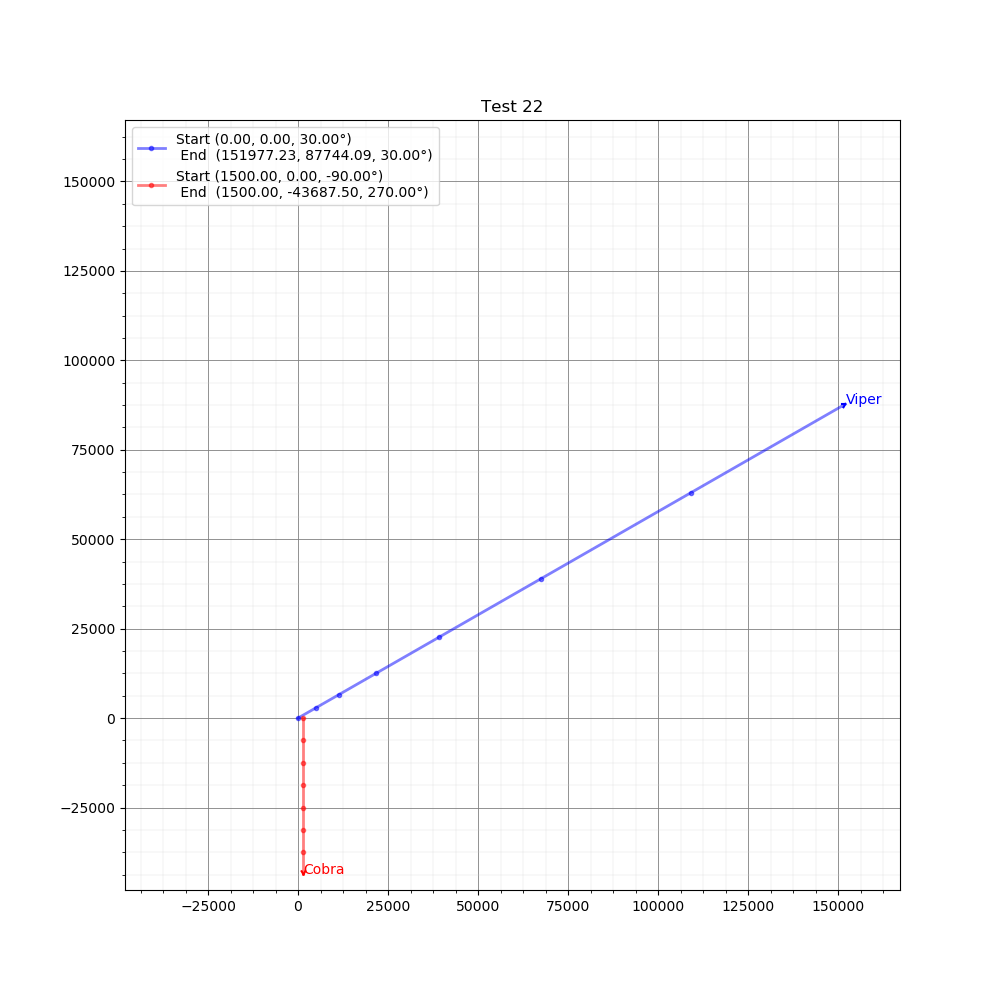 Test 22
Start (0.00, 0.00, 30.00°)
End  (151977.23, 87744.09, 30.00°)
Start (1500.00, 0.00, -90.00°)
End  (1500.00, -43687.50, 270.00°)
150000
125000
100000
75000
50000
25000
0
−25000
Viper
Cobra
−25000 0 25000 50000 75000 100000 125000 150000